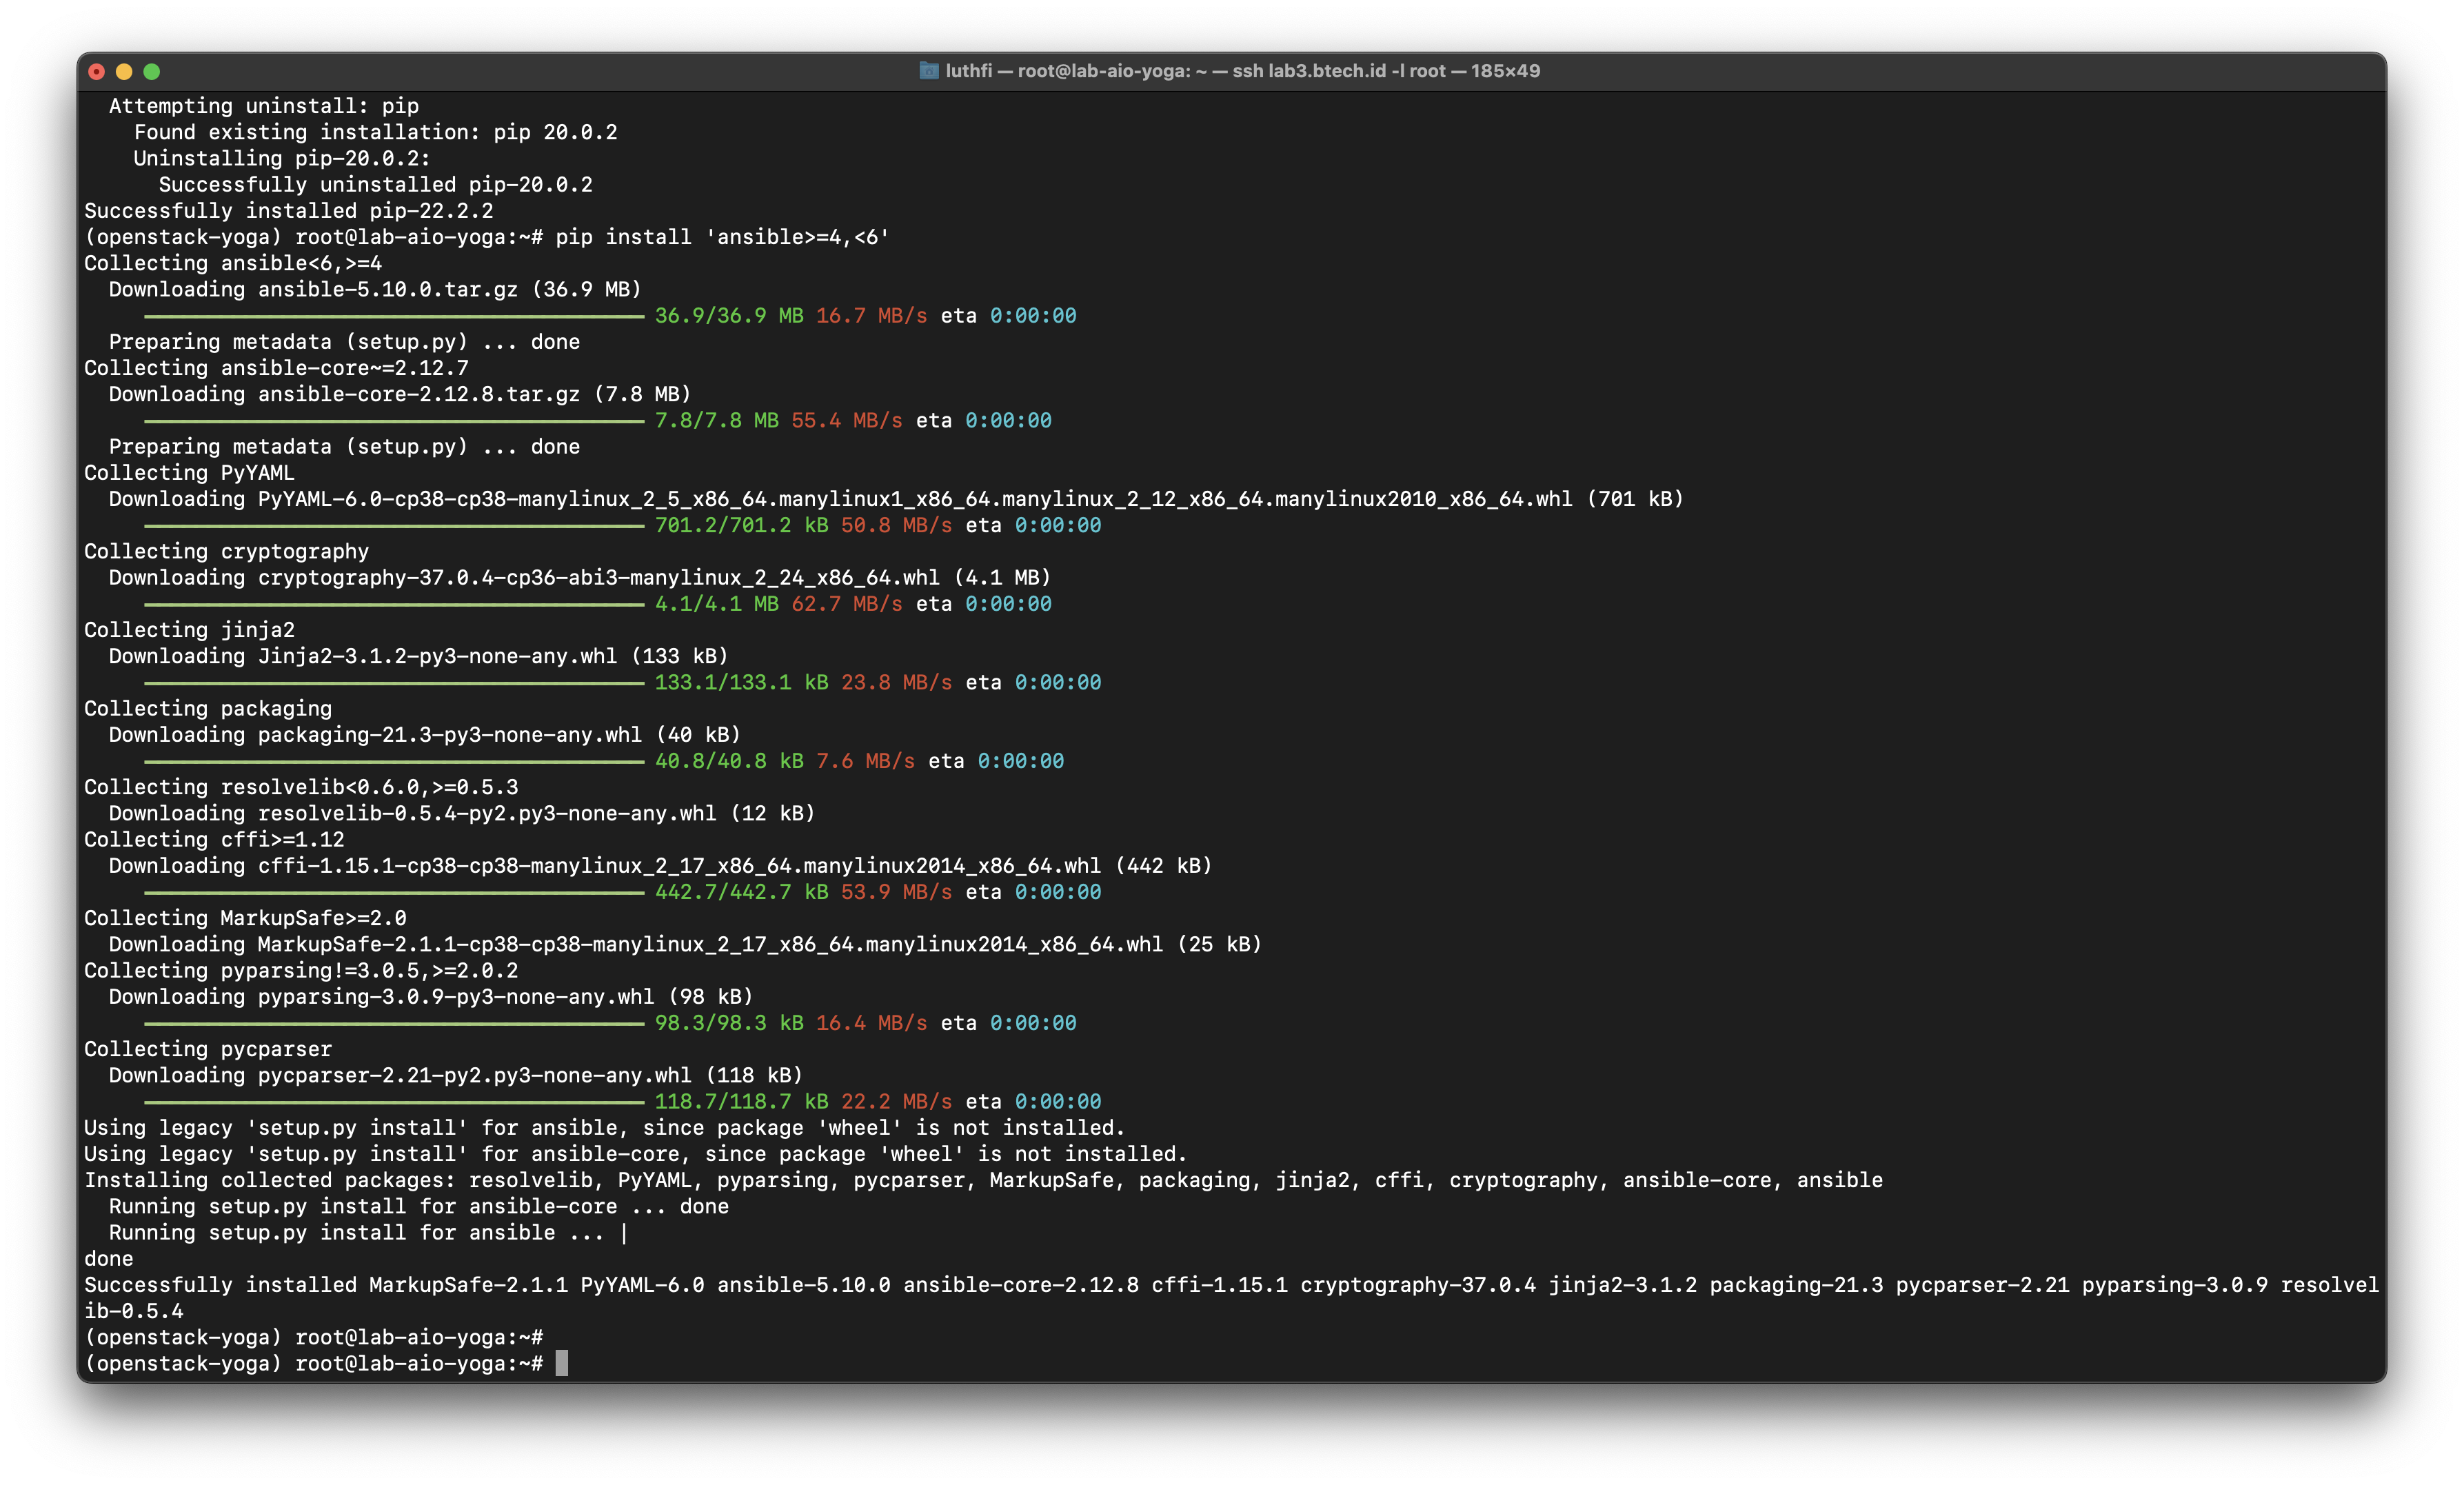 luthfi — root@lab-aio-yoga: ~ — ssh lab3.btech.id -l root — 185×49
Attempting uninstall: pip
Found existing installation: pip 20.0.2
Uninstalling pip-20.0.2:
Successfully uninstalled pip-20.0.2
Successfully installed pip-22.2.2
(openstack-yoga) root@lab-aio-yoga:~# pip install 'ansible>=4,<6'
Collecting ansible<6,>=4
Downloading ansible-5.10.0.tar.gz (36.9 MB)
36.9/36.9 MB 16.7 MB/s eta 0:00:00
Preparing metadata (setup.py) ... done
Collecting ansible-core~=2.12.7
Downloading ansible-core-2.12.8.tar.gz (7.8 MB)
7.8/7.8 MB 55.4 MB/s eta 0:00:00
Preparing metadata (setup.py) ... done
Collecting PyYAML
Downloading PyYAML-6.0-cp38-cp38-manylinux_2_5_x86_64.manylinux1_x86_64.manylinux_2_12_x86_64.manylinux2010_x86_64.whl (701 kB)
701.2/701.2 kB 50.8 MB/s eta 0:00:00
Collecting cryptography
Downloading cryptography-37.0.4-cp36-abi3-manylinux_2_24_x86_64.whl (4.1 MB)
4.1/4.1 MB 62.7 MB/s eta 0:00:00
Collecting jinja2
Downloading Jinja2-3.1.2-py3-none-any.whl (133 kB)
133.1/133.1 kB 23.8 MB/s eta 0:00:00
Collecting packaging
Downloading packaging-21.3-py3-none-any.whl (40 kB)
40.8/40.8 kB 7.6 MB/s eta 0:00:00
Collecting resolvelib<0.6.0,>=0.5.3
Downloading resolvelib-0.5.4-py2.py3-none-any.whl (12 kB)
Collecting cffi>=1.12
Downloading cffi-1.15.1-cp38-cp38-manylinux_2_17_x86_64.manylinux2014_x86_64.whl (442 kB)
442.7/442.7 kB 53.9 MB/s eta 0:00:00
Collecting MarkupSafe>=2.0
Downloading MarkupSafe-2.1.1-cp38-cp38-manylinux_2_17_x86_64.manylinux2014_x86_64.whl (25 kB)
Collecting pyparsing!=3.0.5,>=2.0.2
Downloading pyparsing-3.0.9-py3-none-any.whl (98 kB)
98.3/98.3 kB 16.4 MB/s eta 0:00:00
Collecting pycparser
Downloading pycparser-2.21-py2.py3-none-any.whl (118 kB)
118.7/118.7 kB 22.2 MB/s eta 0:00:00
Using legacy 'setup.py install' for ansible, since package 'wheel' is not installed.
Using legacy 'setup.py install' for ansible-core, since package 'wheel' is not installed.
Installing collected packages: resolvelib, PyYAML, pyparsing, pycparser, MarkupSafe, packaging, jinja2, cffi, cryptography, ansible-core, ansible
Running setup.py install for ansible-core ... done
Running setup.py install for ansible ... |
done
Successfully installed MarkupSafe-2.1.1 PyYAML-6.0 ansible-5.10.0 ansible-core-2.12.8 cffi-1.15.1 cryptography-37.0.4 jinja2-3.1.2 packaging-21.3 pycparser-2.21 pyparsing-3.0.9 resolvel
ib-0.5.4
(openstack-yoga) root@lab-aio-yoga:~#
(openstack-yoga) root@lab-aio-yoga:~#